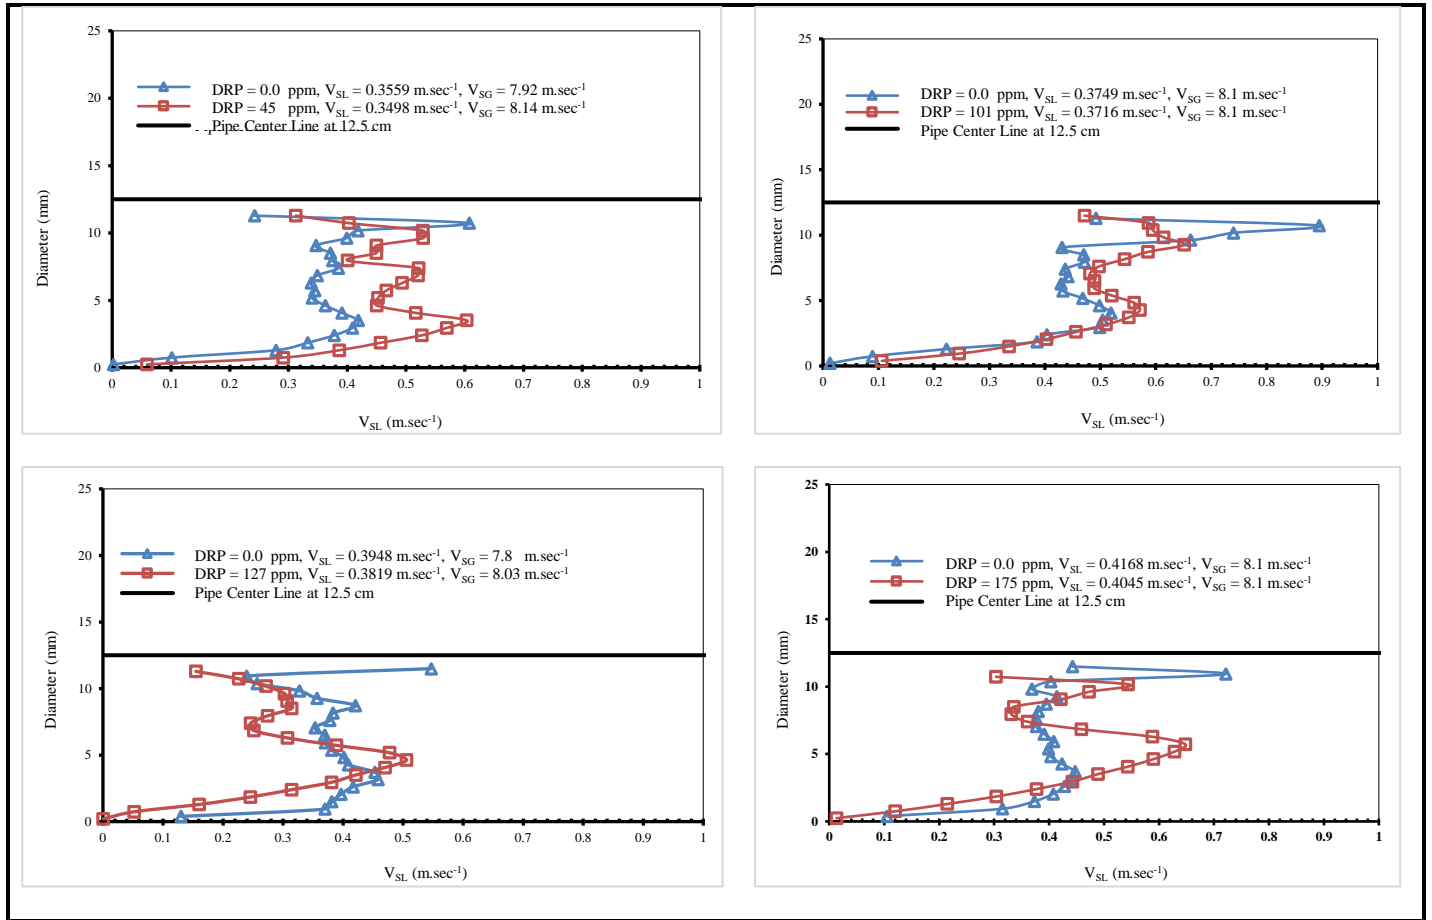 25
20
15
10
5
0
DRP = 0.0 ppm, VSL = 0.3559 m.sec-1, VSG = 7.92 m.sec-1
DRP = 45 ppm, VSL = 0.3498 m.sec-1, VSG = 8.14 m.sec-1
Pipe Center Line at 12.5 cm
Diameter (mm)
0 0.1 0.2 0.3 0.4 0.5 0.6 0.7 0.8 0.9 1
VSL (m.sec-1)
25
20
15
10
5
0
DRP = 0.0 ppm, VSL = 0.3749 m.sec-1, VSG = 8.1 m.sec-1
DRP = 101 ppm, VSL = 0.3716 m.sec-1, VSG = 8.1 m.sec-1
Pipe Center Line at 12.5 cm
Diameter (mm)
0 0.1 0.2 0.3 0.4 0.5 0.6 0.7 0.8 0.9 1
VSL (m.sec-1)
25
20
15
10
5
0
DRP = 0.0 ppm, VSL = 0.3948 m.sec-1, VSG = 7.8 m.sec-1
DRP = 127 ppm, VSL = 0.3819 m.sec-1, VSG = 8.03 m.sec-1
Pipe Center Line at 12.5 cm
Diameter (mm)
0 0.1 0.2 0.3 0.4 0.5 0.6 0.7 0.8 0.9 1
VSL (m.sec-1)
25
20
15
10
5
0
DRP = 0.0 ppm, VSL = 0.4168 m.sec-1, VSG = 8.1 m.sec-1
DRP = 175 ppm, VSL = 0.4045 m.sec-1, VSG = 8.1 m.sec-1
Pipe Center Line at 12.5 cm
Diameter (mm)
0 0.1 0.2 0.3 0.4 0.5 0.6 0.7 0.8 0.9 1
VSL (m.sec-1)